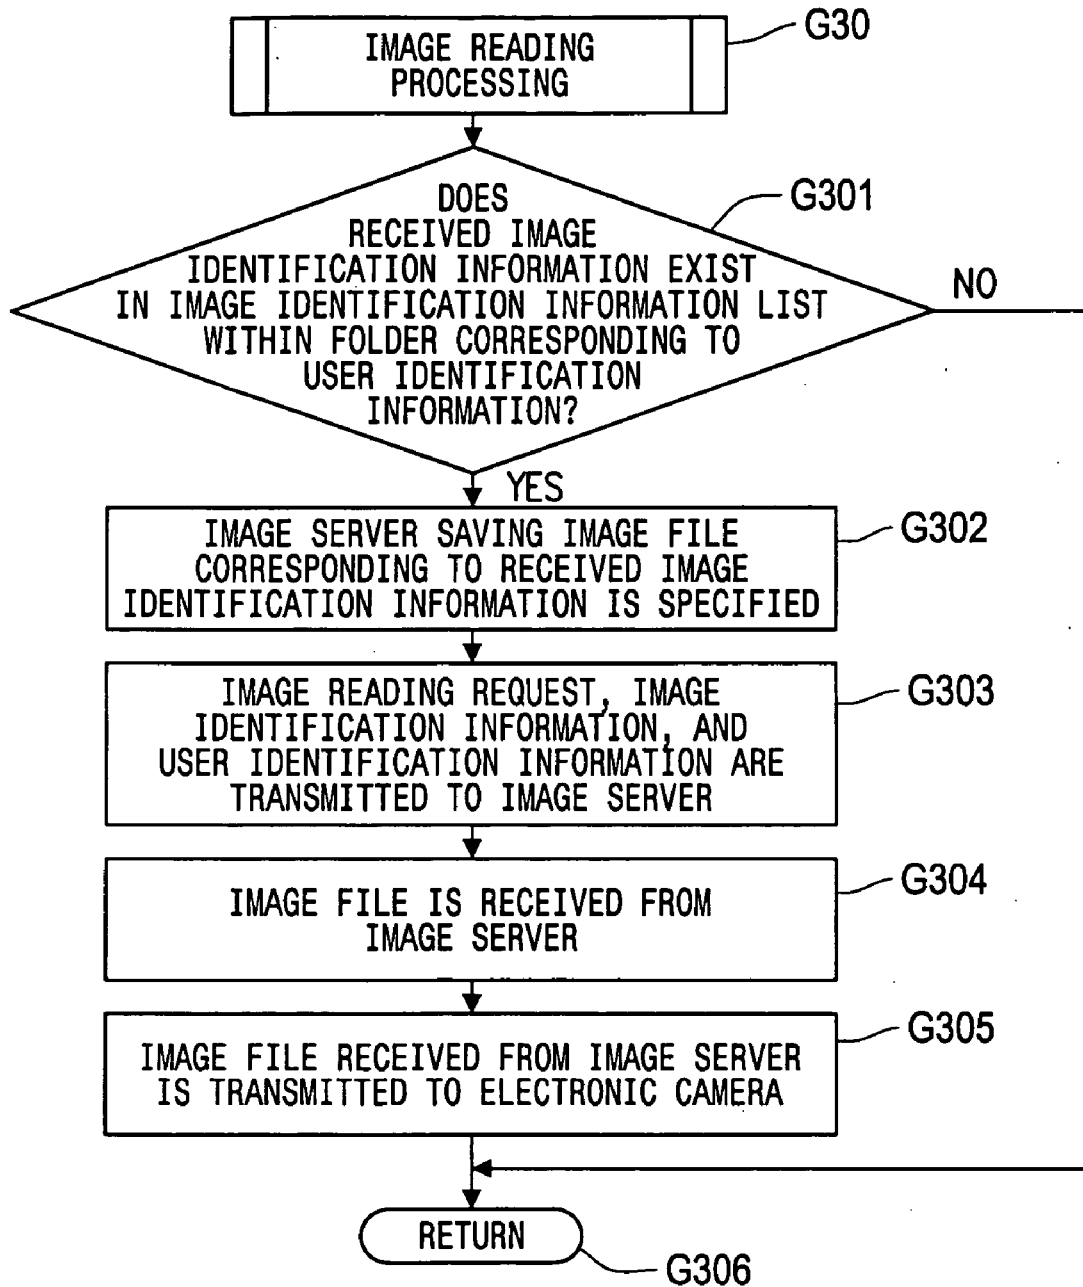 IMAGE READING
PROCESSING
G30
DOES
RECEIVED IMAGE
IDENTIFICATION INFORMATION EXIST
IN IMAGE IDENTIFICATION INFORMATION LIST
WITHIN FOLDER CORRESPONDING TO
USER IDENTIFICATION
INFORMATION?
G301
NO
YES
IMAGE SERVER SAVING IMAGE FILE
CORRESPONDING TO RECEIVED IMAGE
IDENTIFICATION INFORMATION IS SPECIFIED
G302
IMAGE READING REQUEST, IMAGE
IDENTIFICATION INFORMATION, AND
USER IDENTIFICATION INFORMATION ARE
TRANSMITTED TO IMAGE SERVER
G303
IMAGE FILE IS RECEIVED FROM
IMAGE SERVER
G304
IMAGE FILE RECEIVED FROM IMAGE SERVER
IS TRANSMITTED TO ELECTRONIC CAMERA
G305
RETURN
G306